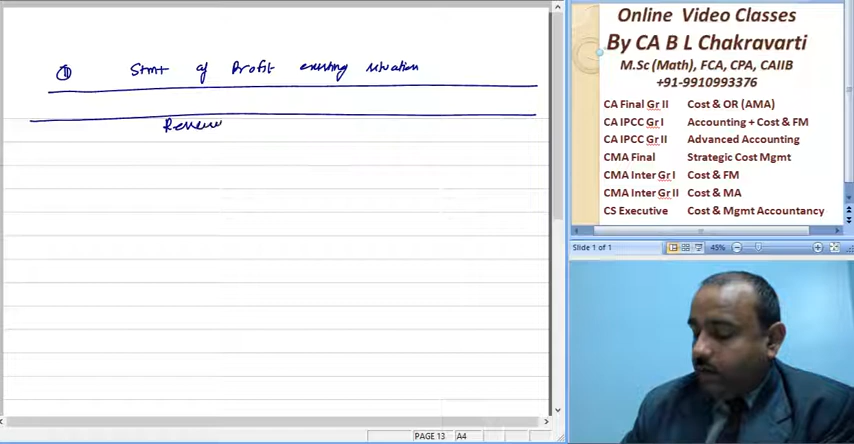 ① Stmt of Profit existing situation
Revenu
PAGE 13 A4
Online Video Classes
By CA B L Chakravarti
M.Sc (Math), FCA, CPA, CAIIB
+91-9910993376
CA Final Gr II Cost & OR (AMA)
CA IPCC Gr I Accounting + Cost & FM
CA IPCC Gr II Advanced Accounting
CMA Final Strategic Cost Mgmt
CMA Inter Gr I Cost & FM
CMA Inter Gr II Cost & MA
CS Executive Cost & Mgmt Accountancy
Slide 1 of 1 45%